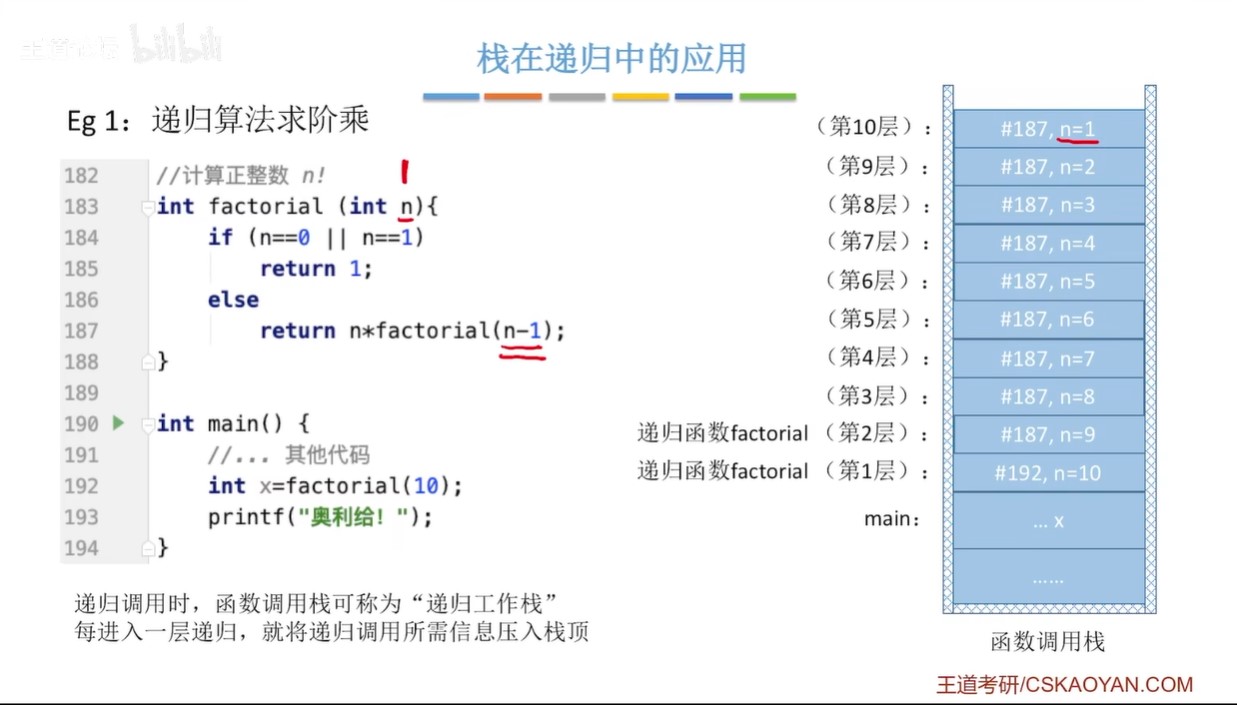 王道论坛 bilibili
栈在递归中的应用
Eg 1：递归算法求阶乘
182 //计算正整数 n!
183 int factorial (int n){
184 if (n==0 || n==1)
185 return 1;
186 else
187 return n*factorial(n-1);
188 }
189
190 int main() {
191 //... 其他代码
192 int x=factorial(10);
193 printf("奥利给！");
194 }
递归调用时，函数调用栈可称为“递归工作栈”
每进入一层递归，就将递归调用所需信息压入栈顶
（第10层）： #187, n=1
（第9层）： #187, n=2
（第8层）： #187, n=3
（第7层）： #187, n=4
（第6层）： #187, n=5
（第5层）： #187, n=6
（第4层）： #187, n=7
（第3层）： #187, n=8
递归函数factorial （第2层）： #187, n=9
递归函数factorial （第1层）： #192, n=10
main： ... x
......
函数调用栈
王道考研/CSKAOYAN.COM